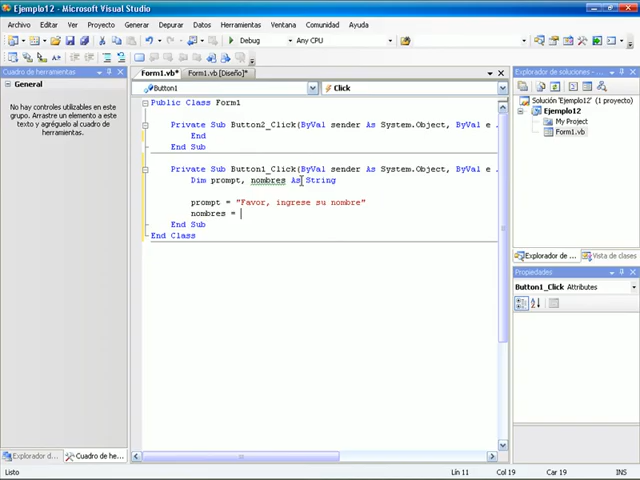 Ejemplo12 - Microsoft Visual Studio
Archivo Editar Ver Proyecto Generar Depurar Datos Herramientas Ventana Comunidad Ayuda
Debug Any CPU
Cuadro de herramientas
General
No hay controles utilizables en este
grupo. Arrastre un elemento a este
texto y agréguelo al cuadro de
herramientas.
Explorador d... Cuadro de he...
Form1.vb* Form1.vb [Diseño]*
Button1 Click
Public Class Form1
Private Sub Button2_Click(ByVal sender As System.Object, ByVal e .
End
End Sub
Private Sub Button1_Click(ByVal sender As System.Object, ByVal e .
Dim prompt, nombres As String
prompt = "Favor, ingrese su nombre"
nombres =
End Sub
End Class
Explorador de soluciones - ...
Solución 'Ejemplo12' (1 proyecto)
Ejemplo12
My Project
Form1.vb
Explorador de ... Vista de clases
Propiedades
Button1_Click Attributes
Listo Lín 11 Col 19 Car 19 INS